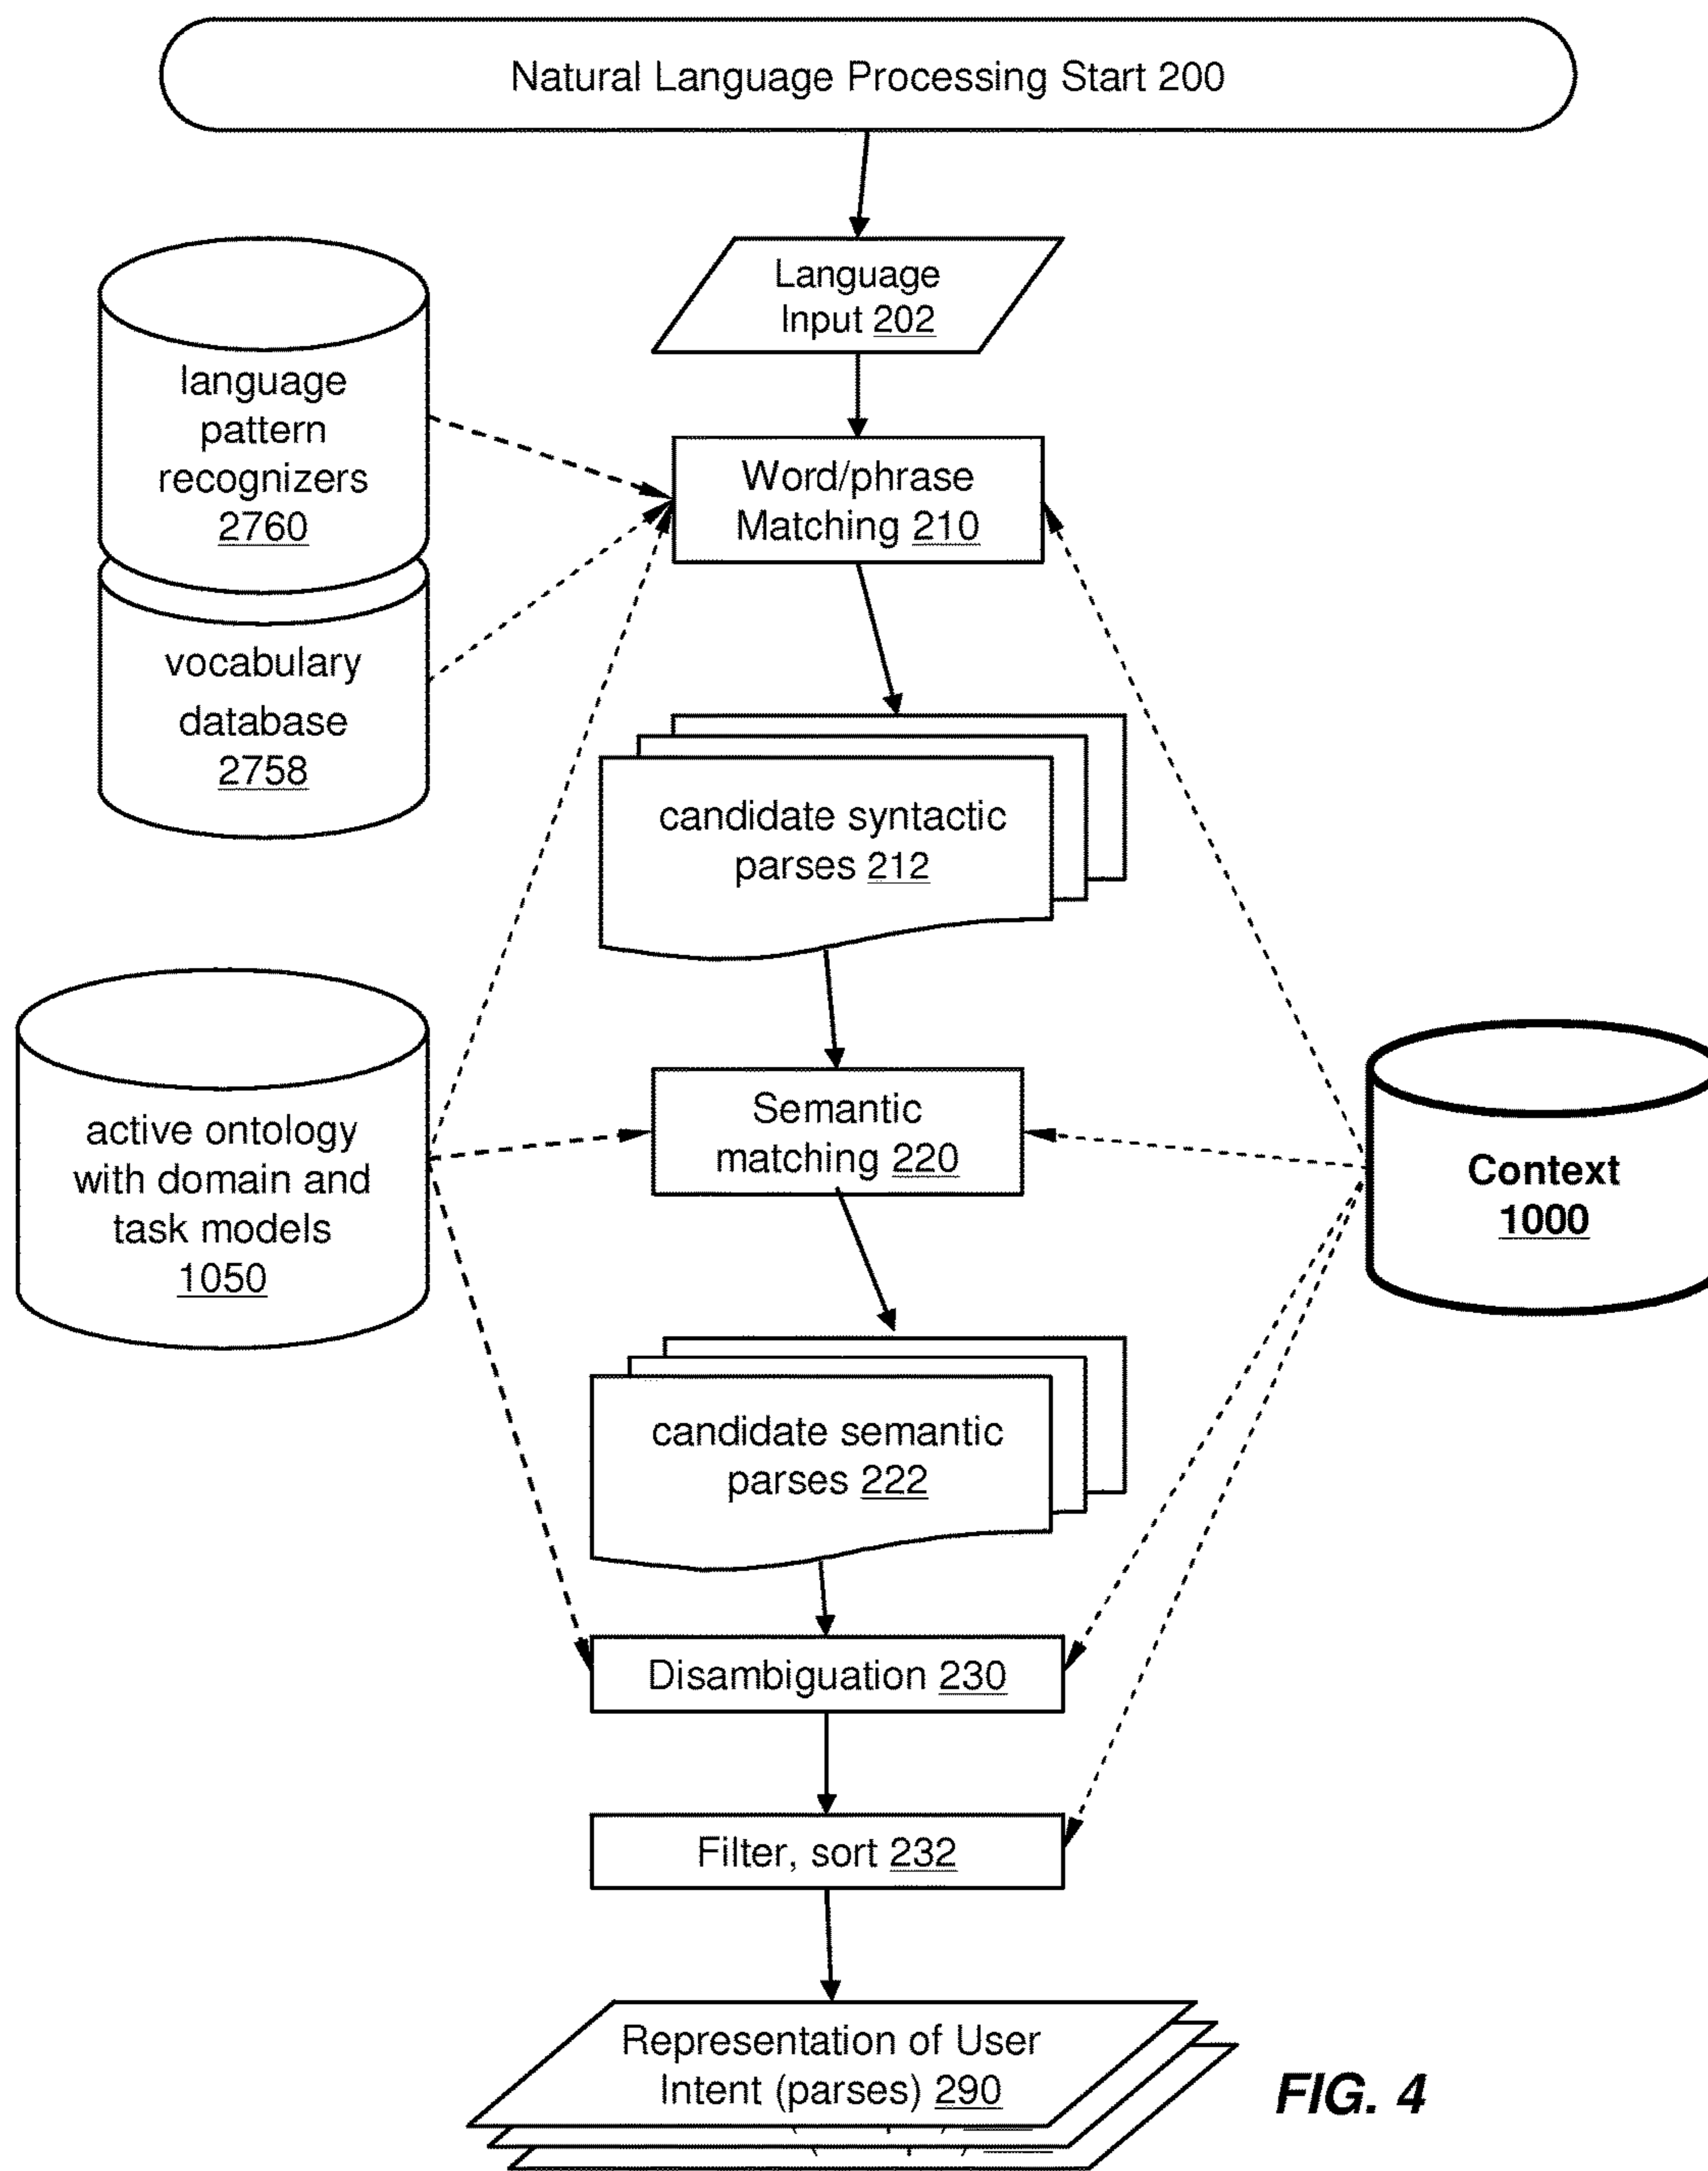 Natural Language Processing Start 200
Language
Input 202
language
pattern
recognizers
2760
Word/phrase
Matching 210
vocabulary
database
2758
candidate syntactic
parses 212
active ontology
with domain and
task models
1050
Semantic
matching 220
Context
1000
candidate semantic
parses 222
Disambiguation 230
Filter, sort 232
Representation of User
Intent (parses) 290
FIG. 4